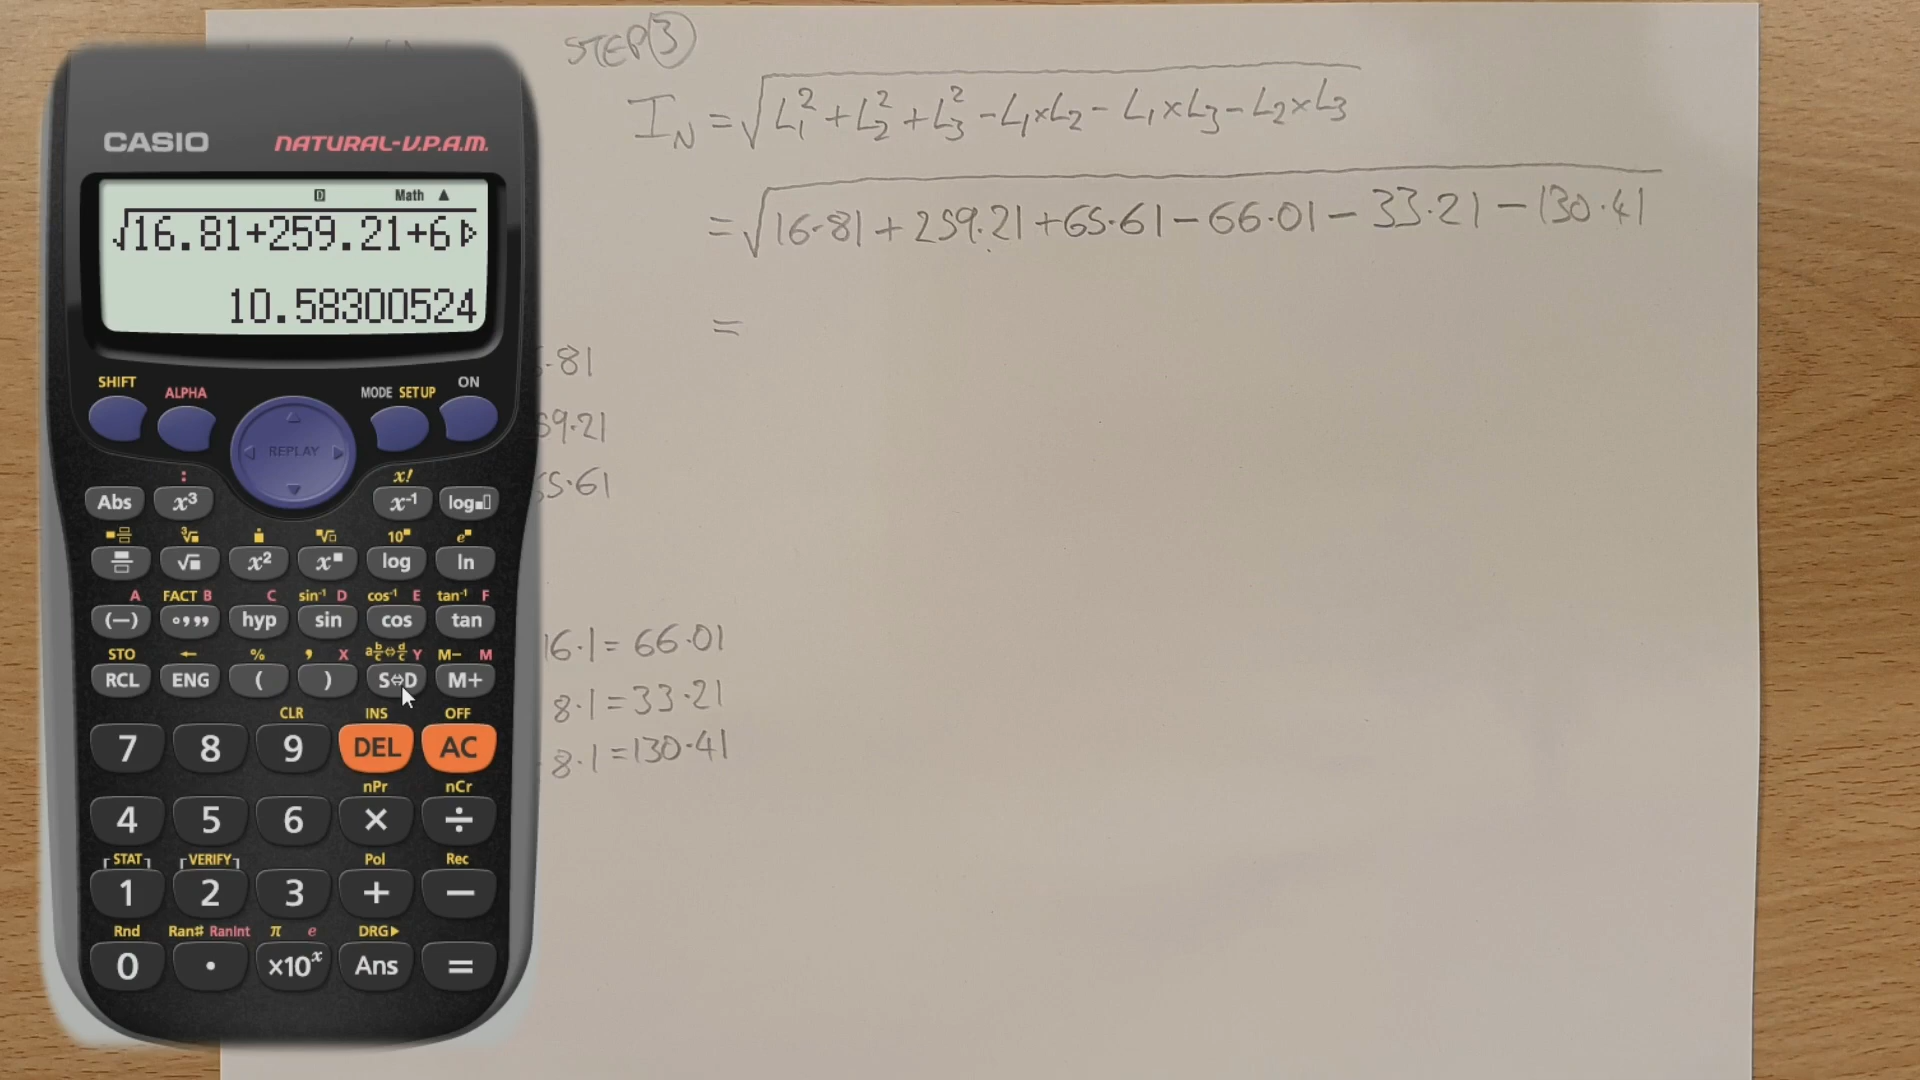 STEP 3
I_N = √L₁² + L₂² + L₃² - L₁×L₂ - L₁×L₃ - L₂×L₃
= √16.81 + 259.21 + 65.61 - 66.01 - 33.21 - 130.41
=
.81
59.21
65.61
16.1 = 66.01
8.1 = 33.21
8.1 = 130.41
CASIO NATURAL-V.P.A.M.
D Math ▲
√16.81+259.21+6▷
10.58300524
SHIFT ALPHA MODE SETUP ON
REPLAY
: x!
Abs x³ x⁻¹ log■▯
■▤ ³√■ ■̇ ■√▯ 10■ e■
▤ √■ x² x■ log ln
A FACT B C sin⁻¹ D cos⁻¹ E tan⁻¹ F
(−) °,,, hyp sin cos tan
STO ← % , X a b/c⇔d/c Y M− M
RCL ENG ( ) S⇔D M+
CLR INS OFF
7 8 9 DEL AC
nPr nCr
4 5 6 × ÷
STAT VERIFY Pol Rec
1 2 3 + −
Rnd Ran# RanInt π e DRG▶
0 . ×10ˣ Ans =